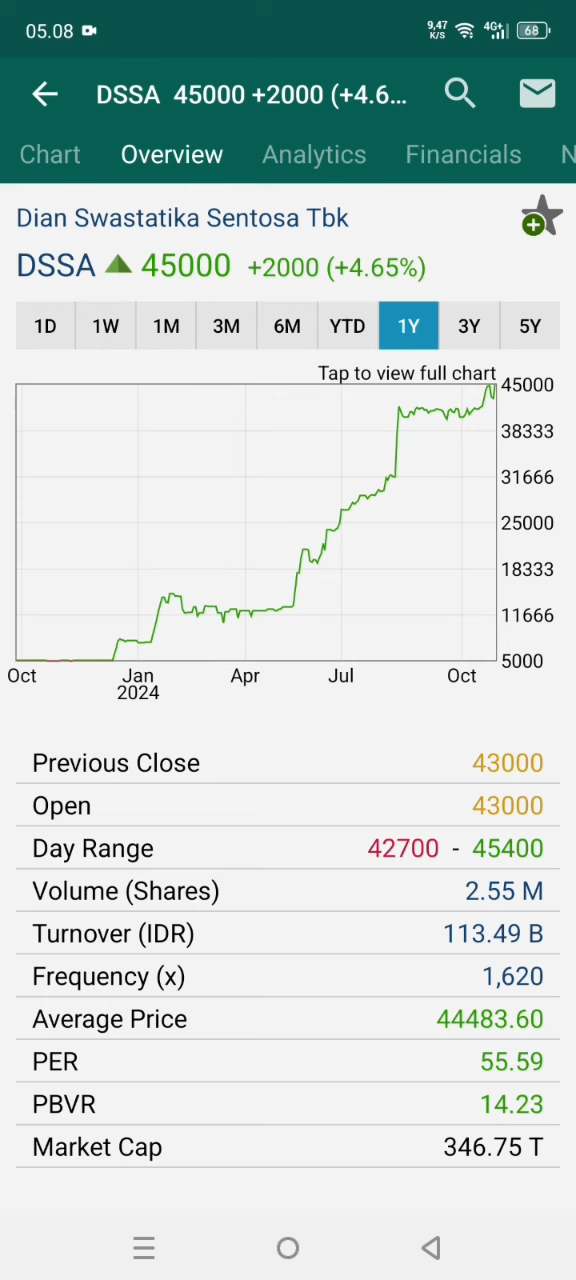 05.08 9,47 K/S 4G+ 68
DSSA 45000 +2000 (+4.6...
Chart Overview Analytics Financials N
Dian Swastatika Sentosa Tbk
DSSA 45000 +2000 (+4.65%)
1D 1W 1M 3M 6M YTD 1Y 3Y 5Y
Tap to view full chart
45000
38333
31666
25000
18333
11666
5000
Oct Jan Apr Jul Oct
2024
Previous Close 43000
Open 43000
Day Range 42700 - 45400
Volume (Shares) 2.55 M
Turnover (IDR) 113.49 B
Frequency (x) 1,620
Average Price 44483.60
PER 55.59
PBVR 14.23
Market Cap 346.75 T